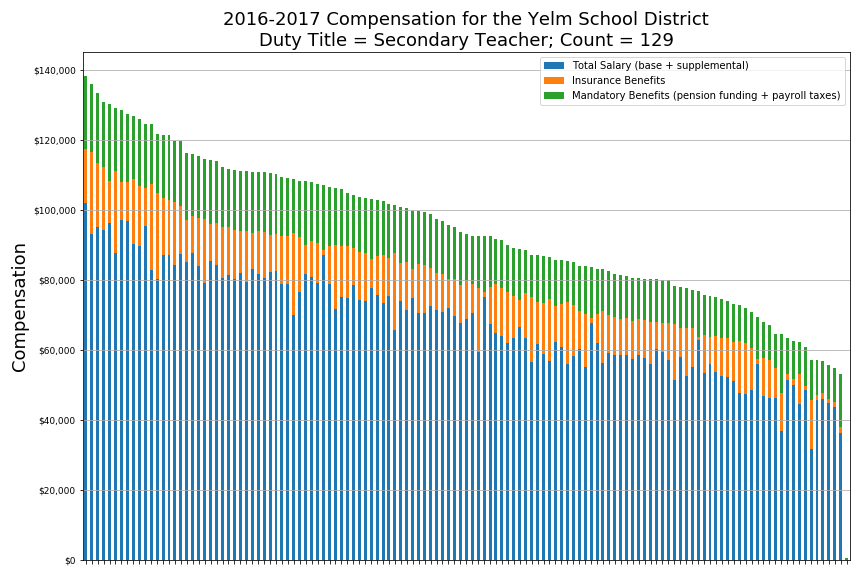 2016-2017 Compensation for the Yelm School District
Duty Title = Secondary Teacher; Count = 129
Total Salary (base + supplemental)
Insurance Benefits
Mandatory Benefits (pension funding + payroll taxes)
$140,000
$120,000
$100,000
$80,000
$60,000
$40,000
$20,000
$0
Compensation